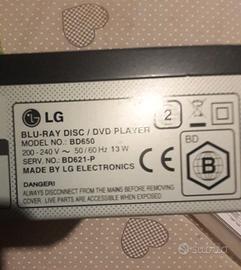 LG
2
BLU-RAY DISC / DVD PLAYER
MODEL NO.: BD650
200 - 240 V ~ 50 / 60 Hz 13 W
SERV. NO.: BD621-P
MADE BY LG ELECTRONICS
BD
B
CE
DANGER!
ALWAYS DISCONNECT FROM THE MAINS BEFORE REMOVING
COVER. LIVE PARTS ARE ACCESSIBLE WHEN EXPOSED
subito